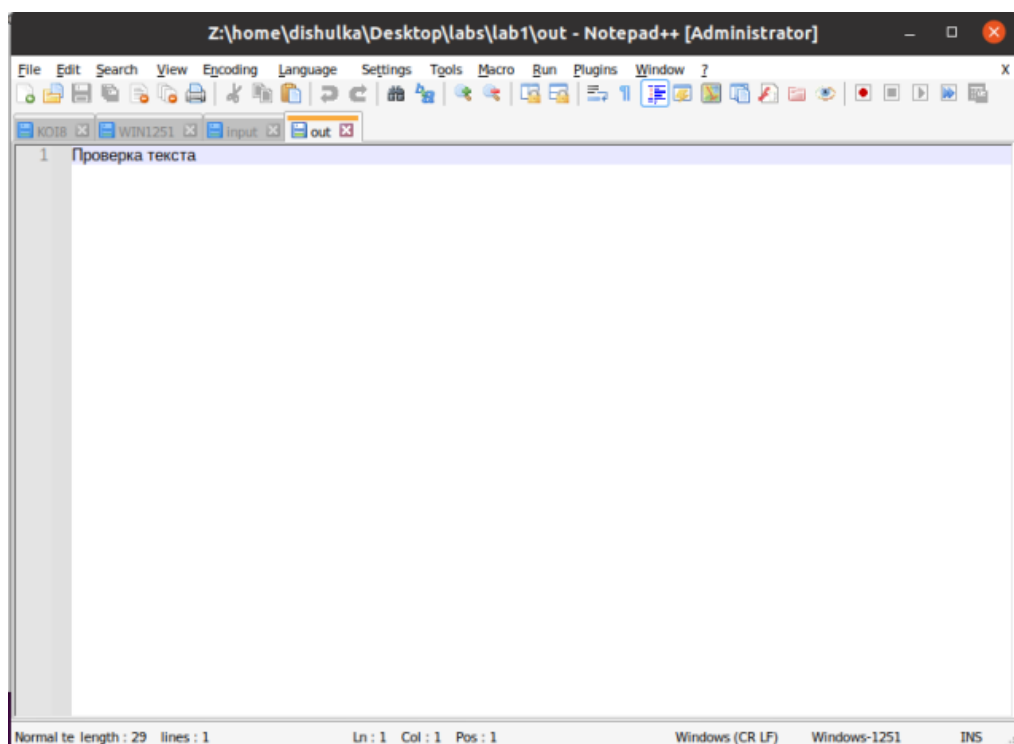 Z:\home\dishulka\Desktop\labs\lab1\out - Notepad++ [Administrator]
File Edit Search View Encoding Language Settings Tools Macro Run Plugins Window ? X
KOI8 WIN1251 input out
1 Проверка текста
Normal te length : 29 lines : 1 Ln : 1 Col : 1 Pos : 1 Windows (CR LF) Windows-1251 INS